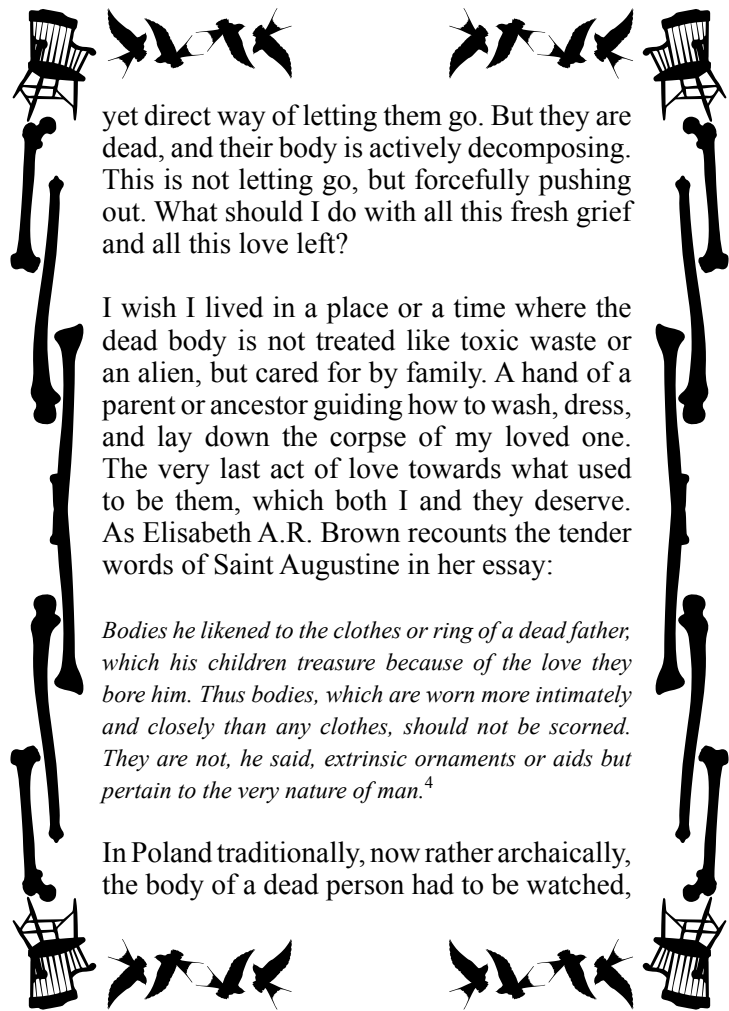 yet direct way of letting them go. But they are
dead, and their body is actively decomposing.
This is not letting go, but forcefully pushing
out. What should I do with all this fresh grief
and all this love left?
I wish I lived in a place or a time where the
dead body is not treated like toxic waste or
an alien, but cared for by family. A hand of a
parent or ancestor guiding how to wash, dress,
and lay down the corpse of my loved one.
The very last act of love towards what used
to be them, which both I and they deserve.
As Elisabeth A.R. Brown recounts the tender
words of Saint Augustine in her essay:
Bodies he likened to the clothes or ring of a dead father,
which his children treasure because of the love they
bore him. Thus bodies, which are worn more intimately
and closely than any clothes, should not be scorned.
They are not, he said, extrinsic ornaments or aids but
pertain to the very nature of man.4
In Poland traditionally, now rather archaically,
the body of a dead person had to be watched,